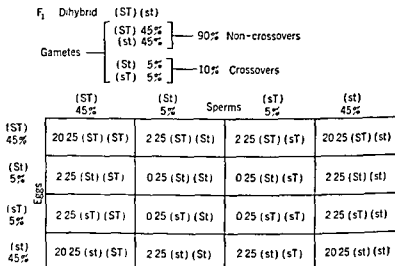 F1 Dihybrid (ST) (st)
Gametes
(ST) 45%
(st) 45%
90% Non-crossovers
(St) 5%
(sT) 5%
10% Crossovers
(ST) (St) Sperms (sT) (st)
45% 5% 5% 45%
Eggs
(ST) 45% 20 25 (ST) (ST) 2 25 (ST) (St) 2 25 (ST) (sT) 20 25 (ST) (st)
(St) 5% 2 25 (St) (ST) 0 25 (St) (St) 0 25 (St) (sT) 2 25 (St) (st)
(sT) 5% 2 25 (sT) (ST) 0 25 (sT) (St) 0 25 (sT) (sT) 2 25 (sT) (st)
(st) 45% 20 25 (st) (ST) 2 25 (st) (St) 2 25 (st) (sT) 20 25 (st) (st)